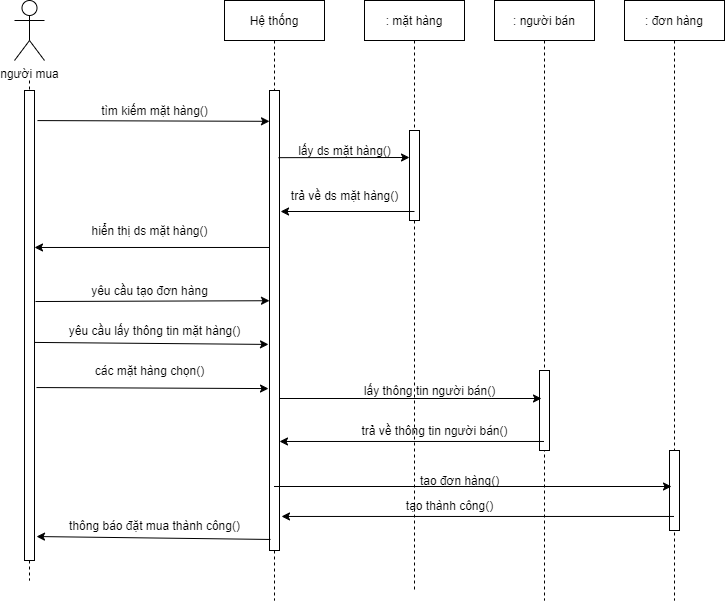 Hệ thống
: mặt hàng
: người bán
: đơn hàng
người mua
tìm kiếm mặt hàng()
lấy ds mặt hàng()
trả về ds mặt hàng()
hiển thị ds mặt hàng()
yêu cầu tạo đơn hàng
yêu cầu lấy thông tin mặt hàng()
các mặt hàng chọn()
lấy thông tin người bán()
trả về thông tin người bán()
tạo đơn hàng()
tạo thành công()
thông báo đặt mua thành công()